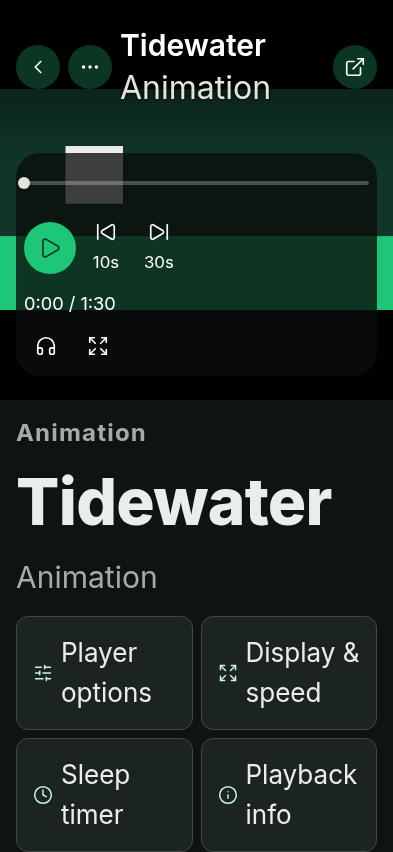 Tidewater
Animation
10s
30s
0:00 / 1:30
Animation
Tidewater
Animation
Player
options
Display &
speed
Sleep
timer
Playback
info